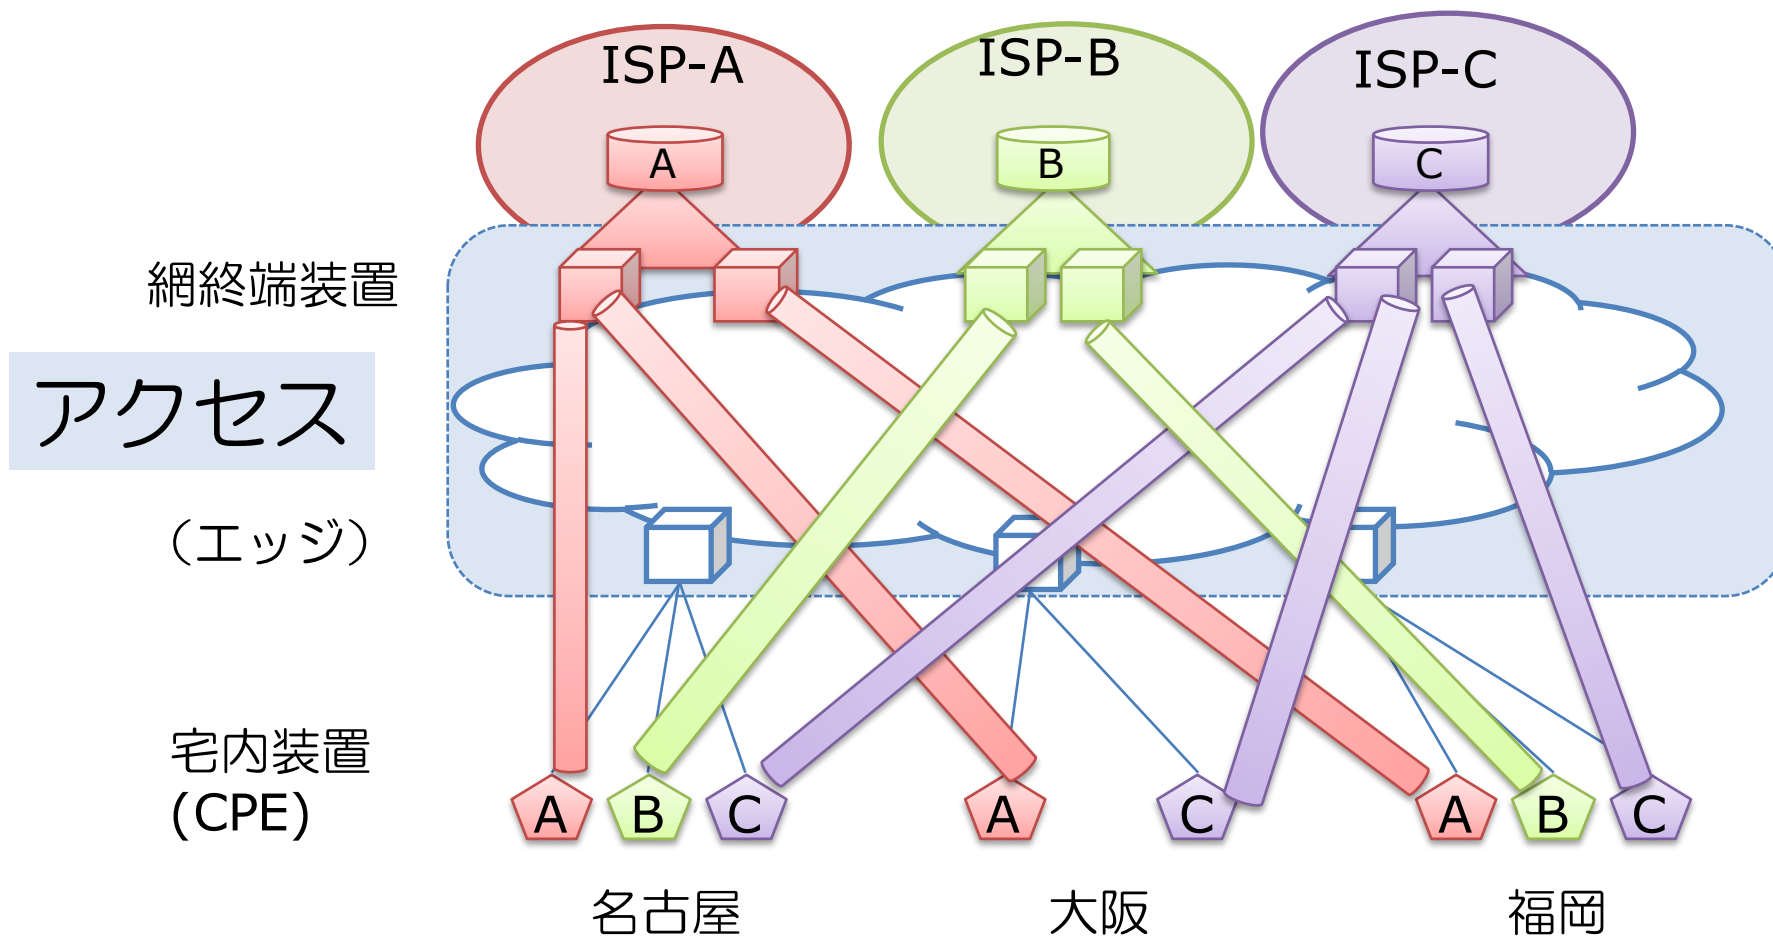 ISP-A
ISP-B
ISP-C
A
B
C
網終端装置
アクセス
（エッジ）
宅内装置
(CPE)
A
B
C
A
C
A
B
C
名古屋
大阪
福岡